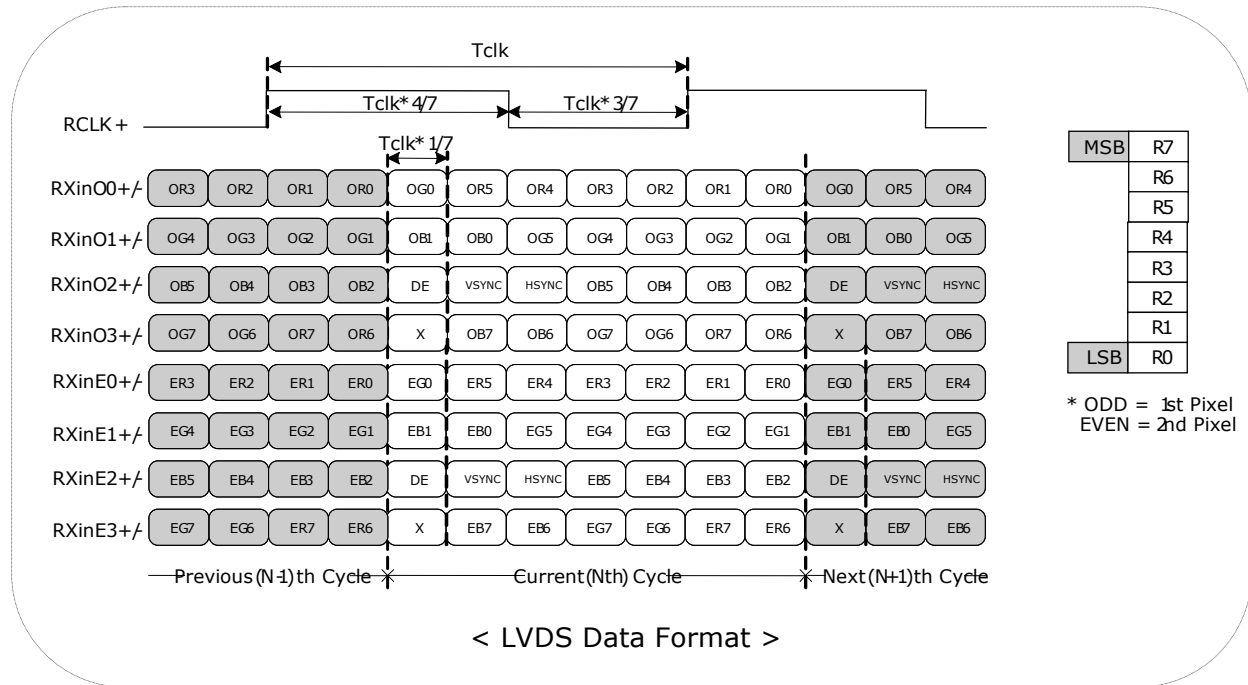 Tclk
Tclk* 4/7 Tclk* 3/7
RCLK +
Tclk* 1/7
MSB R7
R6
R5
R4
R3
R2
R1
LSB R0
* ODD = 1st Pixel
EVEN = 2nd Pixel
RXinO0+/- OR3 OR2 OR1 OR0 OG0 OR5 OR4 OR3 OR2 OR1 OR0 OG0 OR5 OR4
RXinO1+/- OG4 OG3 OG2 OG1 OB1 OB0 OG5 OG4 OG3 OG2 OG1 OB1 OB0 OG5
RXinO2+/- OB5 OB4 OB3 OB2 DE VSYNC HSYNC OB5 OB4 OB3 OB2 DE VSYNC HSYNC
RXinO3+/- OG7 OG6 OR7 OR6 X OB7 OB6 OG7 OG6 OR7 OR6 X OB7 OB6
RXinE0+/- ER3 ER2 ER1 ER0 EG0 ER5 ER4 ER3 ER2 ER1 ER0 EG0 ER5 ER4
RXinE1+/- EG4 EG3 EG2 EG1 EB1 EB0 EG5 EG4 EG3 EG2 EG1 EB1 EB0 EG5
RXinE2+/- EB5 EB4 EB3 EB2 DE VSYNC HSYNC EB5 EB4 EB3 EB2 DE VSYNC HSYNC
RXinE3+/- EG7 EG6 ER7 ER6 X EB7 EB6 EG7 EG6 ER7 ER6 X EB7 EB6
Previous(N-1)th Cycle Current(Nth) Cycle Next(N+1)th Cycle
< LVDS Data Format >